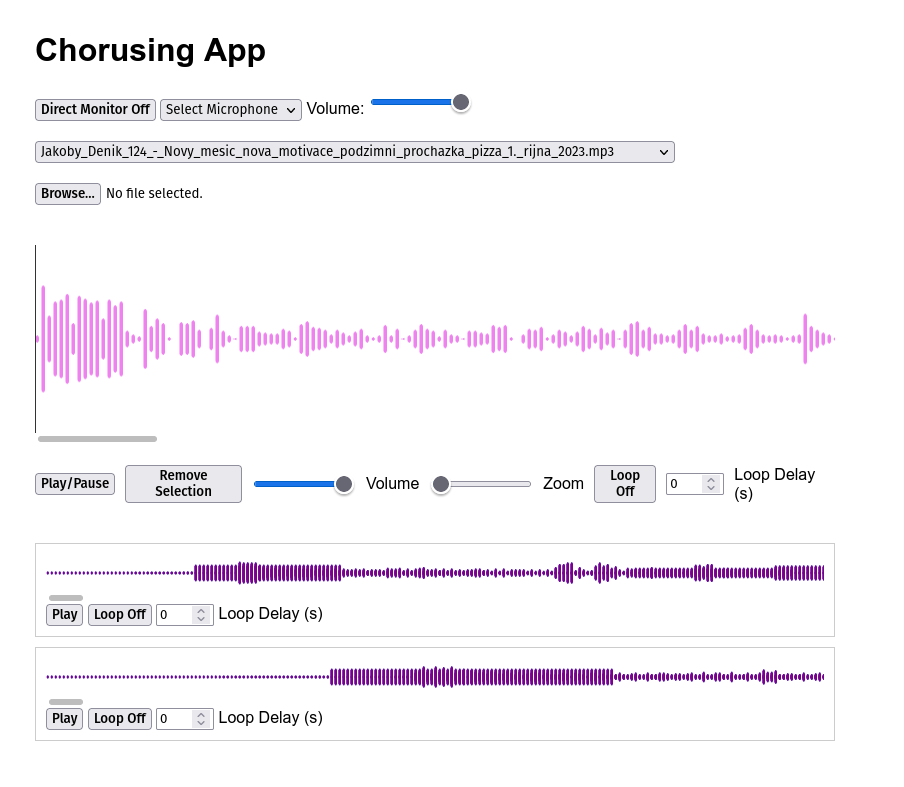 Chorusing App
Direct Monitor Off Select Microphone Volume:
Jakoby_Denik_124_-_Novy_mesic_nova_motivace_podzimni_prochazka_pizza_1._rijna_2023.mp3
Browse... No file selected.
Play/Pause Remove Selection Volume Zoom Loop Off 0 Loop Delay (s)
Play Loop Off 0 Loop Delay (s)
Play Loop Off 0 Loop Delay (s)